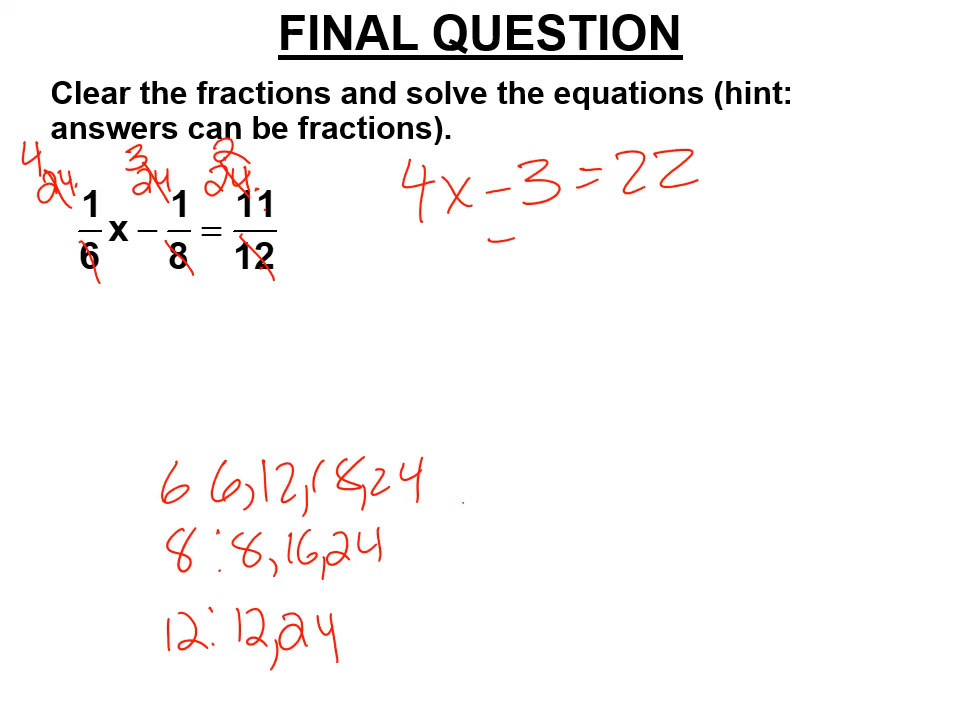 FINAL QUESTION
Clear the fractions and solve the equations (hint:
answers can be fractions).
4 3 2
24· 24 24·
4x - 3 = 22
1/6 x − 1/8 = 11/12
6 6, 12, 18, 24
8: 8, 16, 24
12: 12, 24